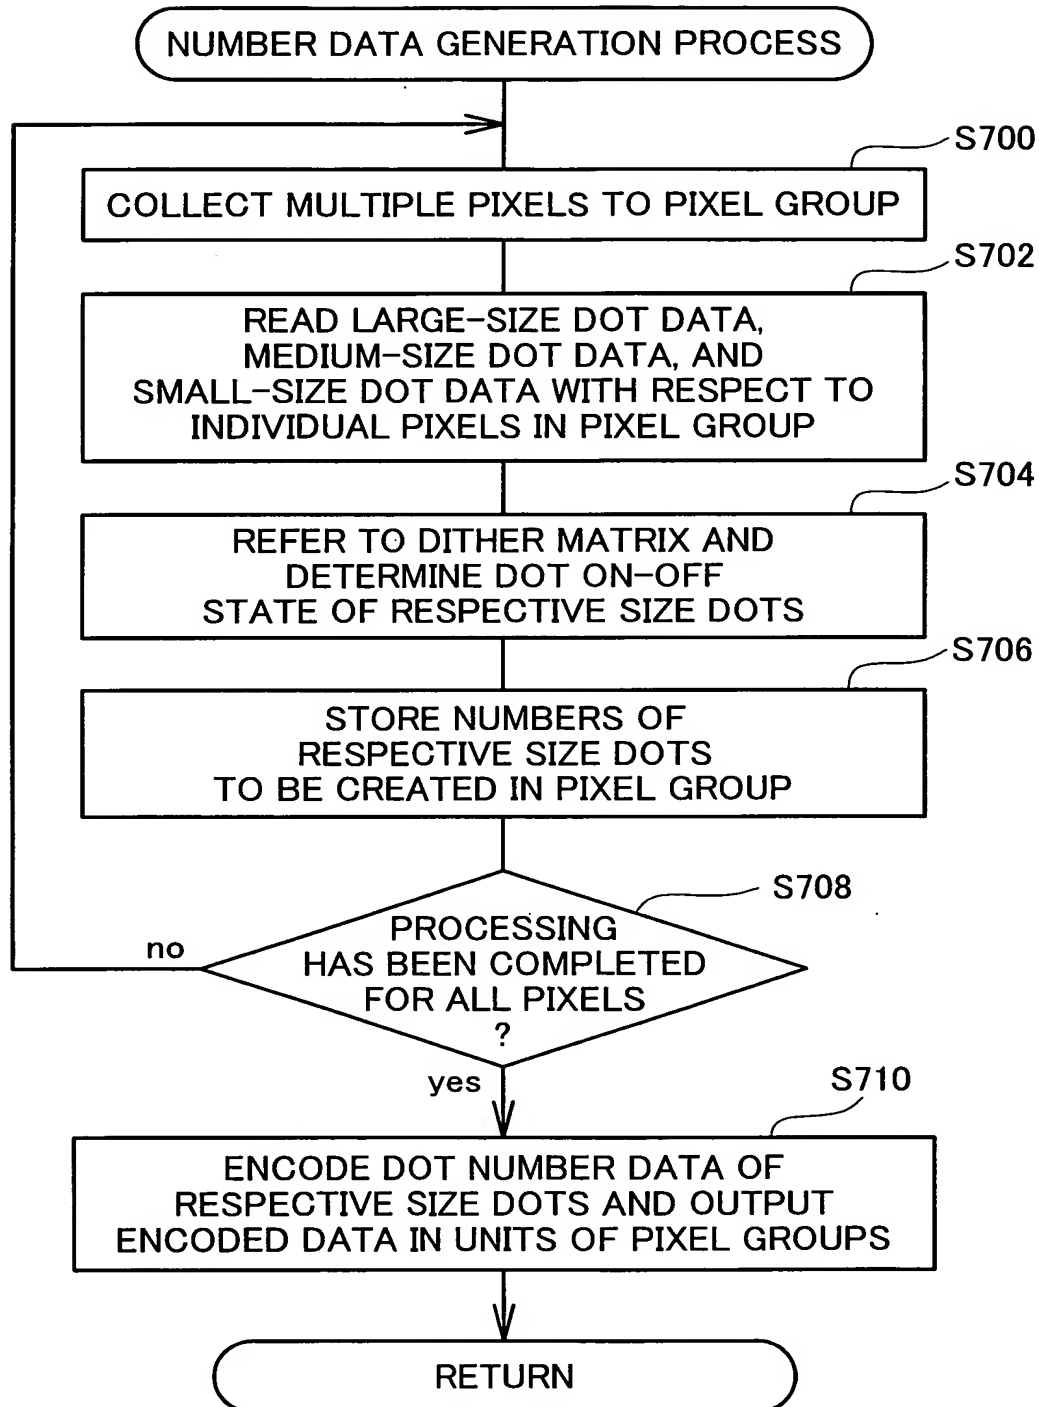 NUMBER DATA GENERATION PROCESS
S700
COLLECT MULTIPLE PIXELS TO PIXEL GROUP
S702
READ LARGE-SIZE DOT DATA,
MEDIUM-SIZE DOT DATA, AND
SMALL-SIZE DOT DATA WITH RESPECT TO
INDIVIDUAL PIXELS IN PIXEL GROUP
S704
REFER TO DITHER MATRIX AND
DETERMINE DOT ON-OFF
STATE OF RESPECTIVE SIZE DOTS
S706
STORE NUMBERS OF
RESPECTIVE SIZE DOTS
TO BE CREATED IN PIXEL GROUP
S708
PROCESSING
HAS BEEN COMPLETED
FOR ALL PIXELS
?
no
yes
S710
ENCODE DOT NUMBER DATA OF
RESPECTIVE SIZE DOTS AND OUTPUT
ENCODED DATA IN UNITS OF PIXEL GROUPS
RETURN